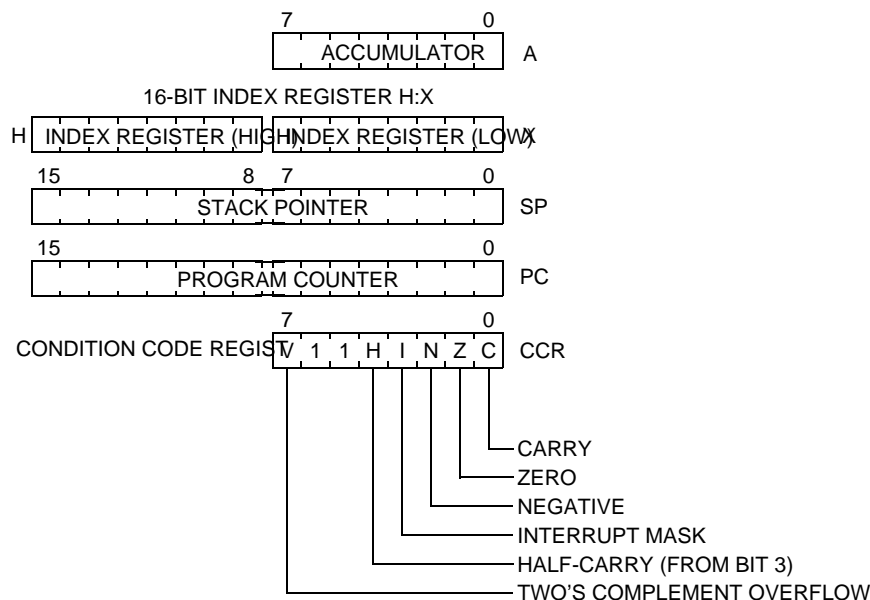 7 0
ACCUMULATOR A
16-BIT INDEX REGISTER H:X
H INDEX REGISTER (HIGH) INDEX REGISTER (LOW) X
15 8 7 0
STACK POINTER SP
15 0
PROGRAM COUNTER PC
7 0
CONDITION CODE REGIST V 1 1 H I N Z C CCR
CARRY
ZERO
NEGATIVE
INTERRUPT MASK
HALF-CARRY (FROM BIT 3)
TWO'S COMPLEMENT OVERFLOW